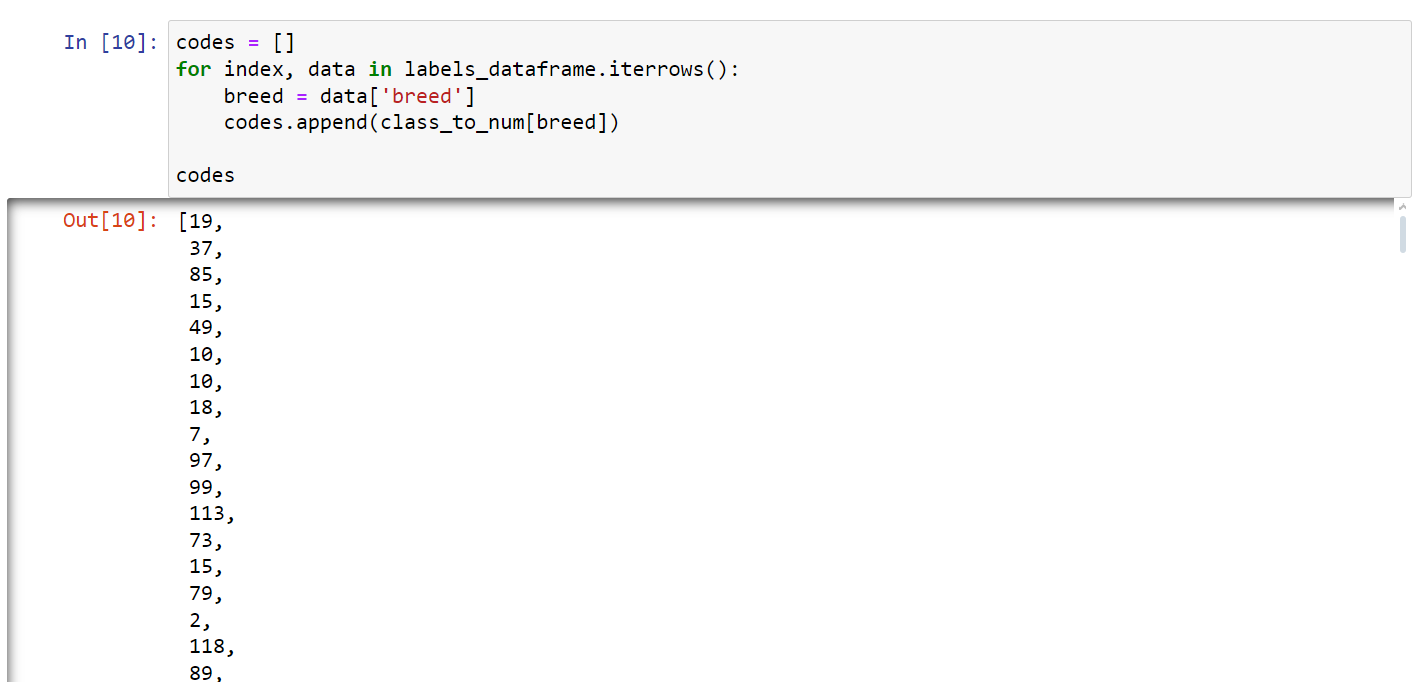 In [10]: codes = []
for index, data in labels_dataframe.iterrows():
    breed = data['breed']
    codes.append(class_to_num[breed])

codes
Out[10]: [19,
 37,
 85,
 15,
 49,
 10,
 10,
 18,
 7,
 97,
 99,
 113,
 73,
 15,
 79,
 2,
 118,
 89,